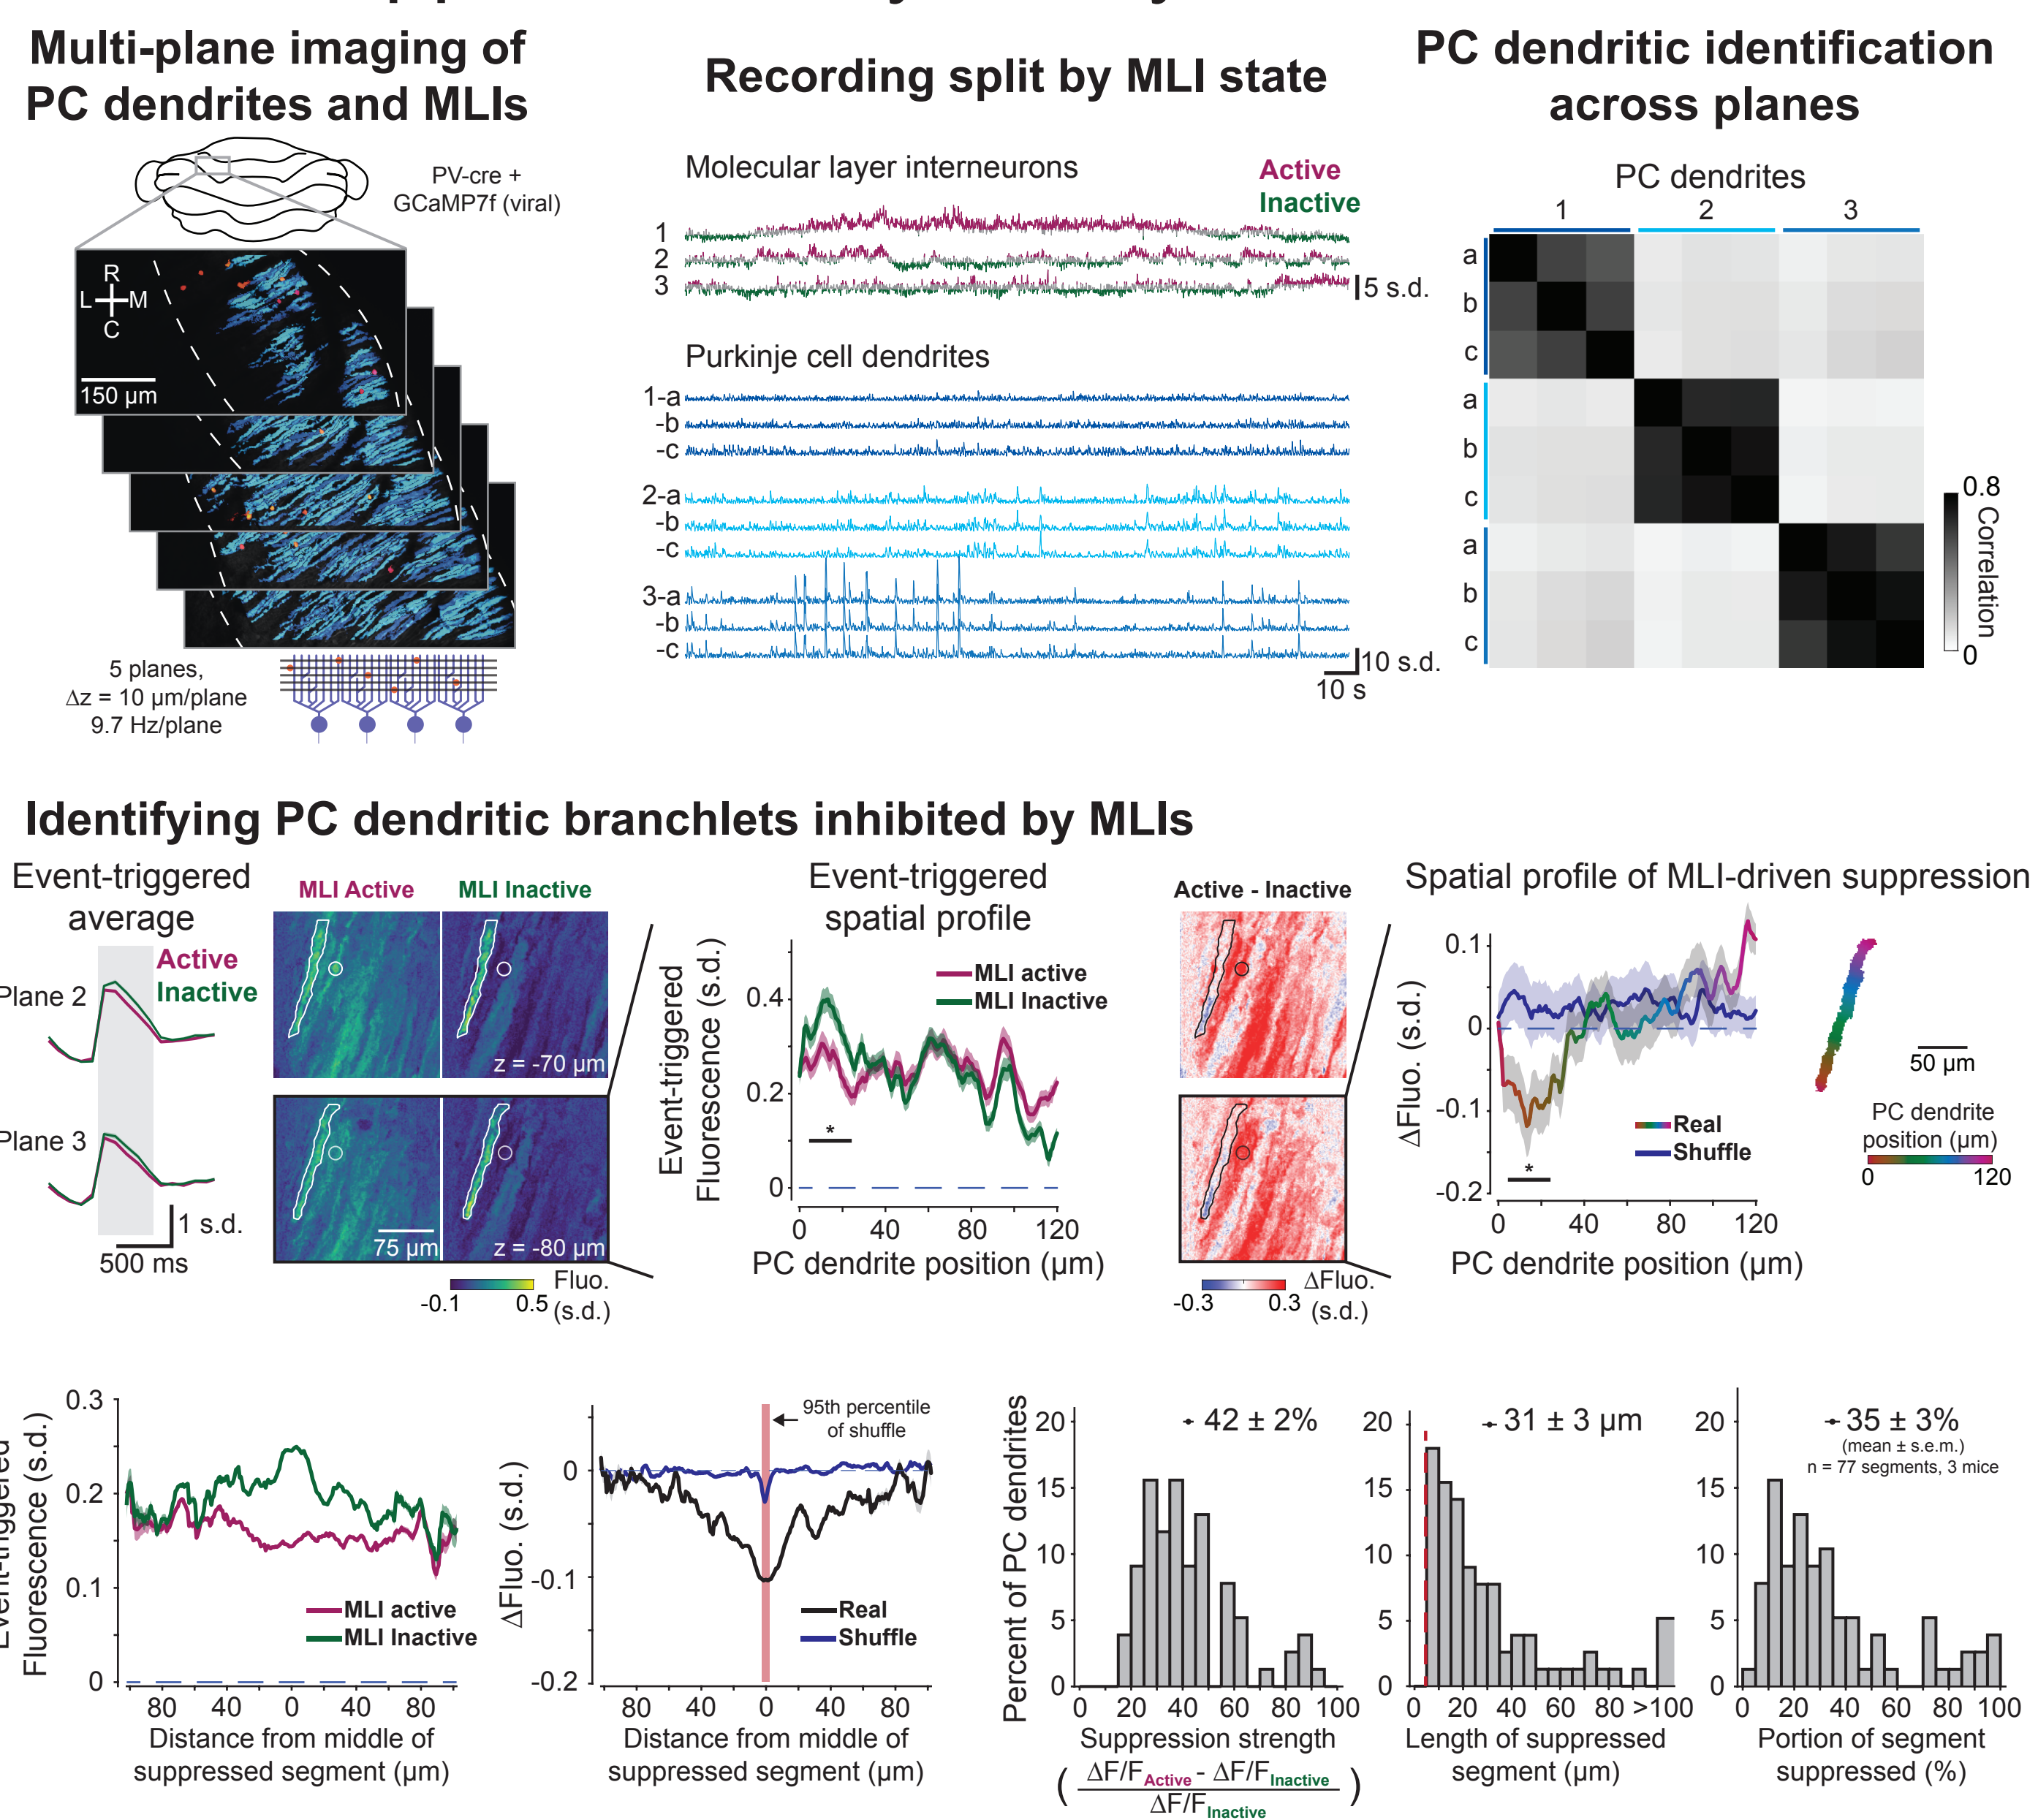 Multi-plane imaging of
PC dendrites and MLIs
PV-cre +
GCaMP7f (viral)
R
L M
C
150 µm
5 planes,
Δz = 10 µm/plane
9.7 Hz/plane
Recording split by MLI state
Molecular layer interneurons
Active
Inactive
1
2
3
5 s.d.
Purkinje cell dendrites
1-a
-b
-c
2-a
-b
-c
3-a
-b
-c
10 s.d.
10 s
PC dendritic identification
across planes
PC dendrites
1 2 3
a
b
c
a
b
c
a
b
c
0.8
Correlation
0
Identifying PC dendritic branchlets inhibited by MLIs
Event-triggered
average
Active
Inactive
Plane 2
Plane 3
1 s.d.
500 ms
MLI Active MLI Inactive
z = -70 µm
75 µm
z = -80 µm
-0.1 0.5
Fluo.
(s.d.)
Event-triggered
spatial profile
Event-triggered
Fluorescence (s.d.)
MLI active
MLI Inactive
0.4
0.2
0
*
0 40 80 120
PC dendrite position (µm)
Active - Inactive
-0.3 0.3
ΔFluo.
(s.d.)
Spatial profile of MLI-driven suppression
ΔFluo. (s.d.)
0.1
0
-0.1
-0.2
*
Real
Shuffle
0 40 80 120
PC dendrite position (µm)
50 µm
PC dendrite
position (µm)
0 120
Fluorescence (s.d.)
0.3
0.2
0.1
0
MLI active
MLI Inactive
80 40 0 40 80
Distance from middle of
suppressed segment (µm)
ΔFluo. (s.d.)
0
-0.1
-0.2
95th percentile
of shuffle
Real
Shuffle
80 40 0 40 80
Distance from middle of
suppressed segment (µm)
Percent of PC dendrites
20
15
10
5
0
42 ± 2%
0 20 40 60 80 100
Suppression strength
( ΔF/F Active - ΔF/F Inactive )
ΔF/F Inactive
20
15
10
5
0
31 ± 3 µm
0 20 40 60 80 >100
Length of suppressed
segment (µm)
20
15
10
5
0
35 ± 3%
(mean ± s.e.m.)
n = 77 segments, 3 mice
0 20 40 60 80 100
Portion of segment
suppressed (%)